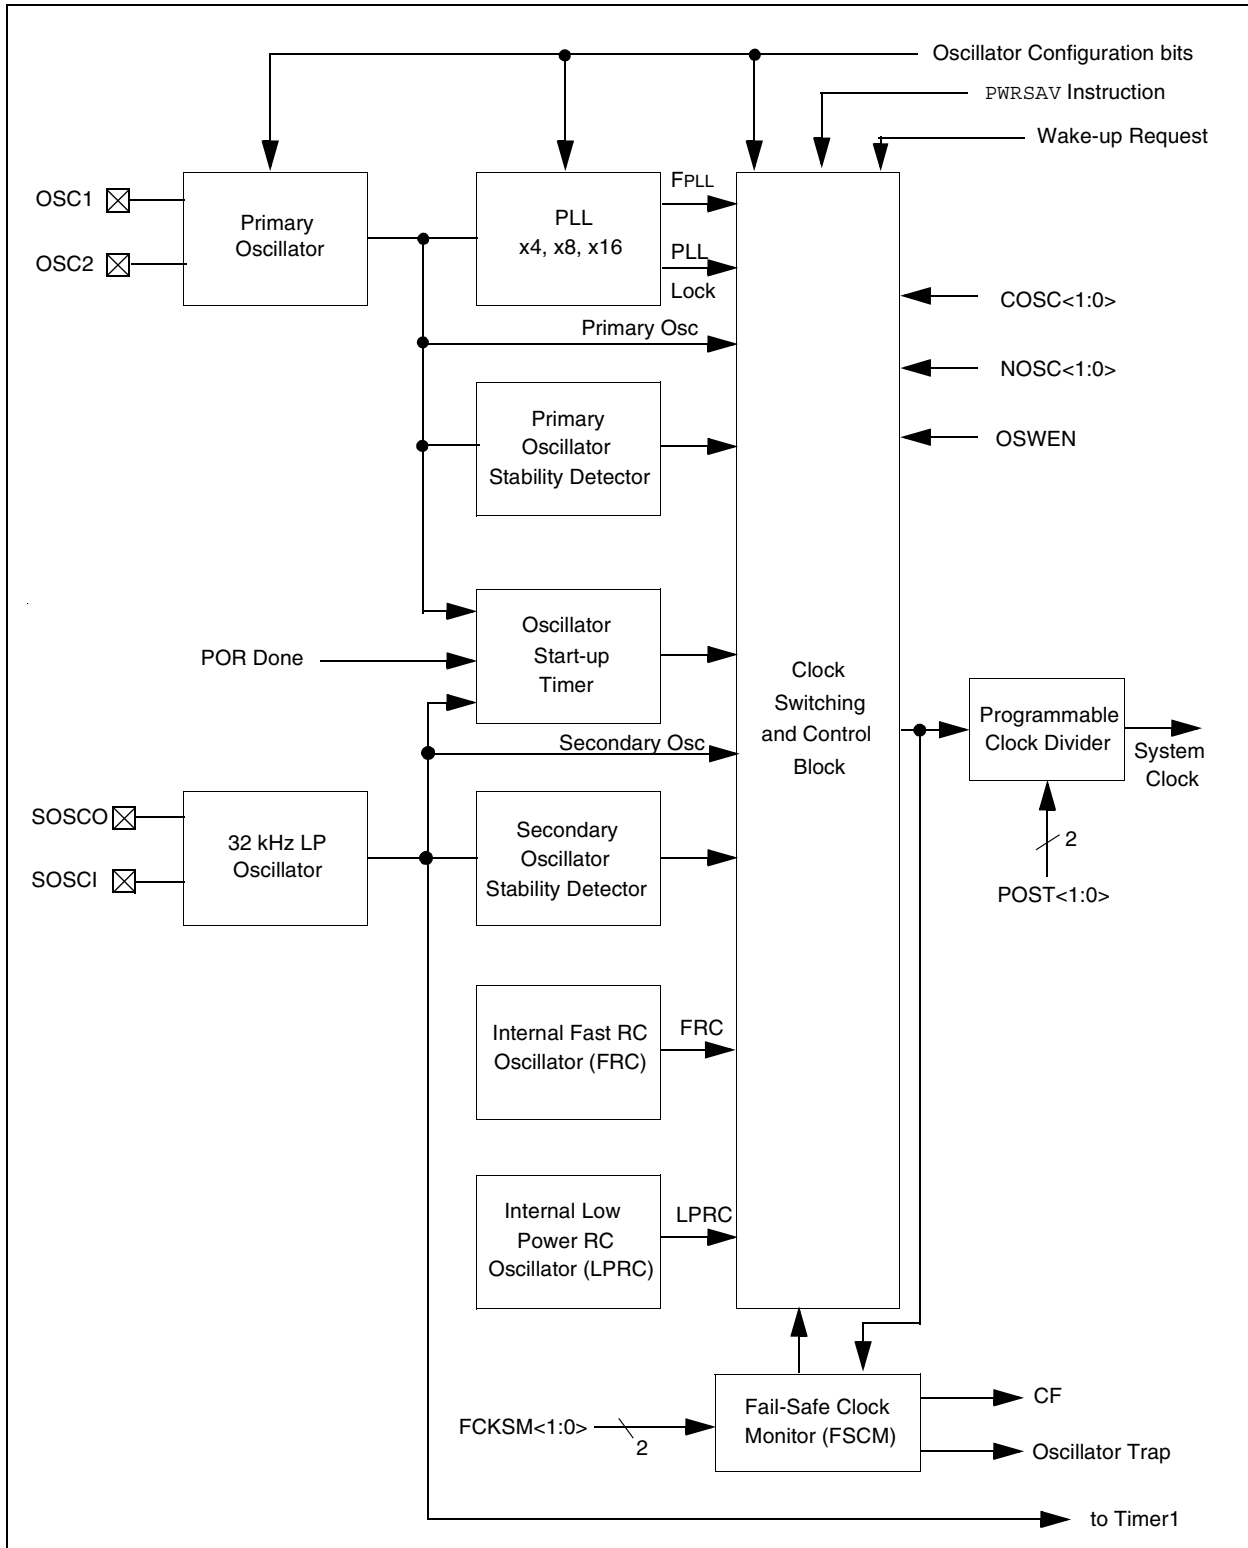 Oscillator Configuration bits
PWRSAV Instruction
Wake-up Request
OSC1
OSC2
Primary
Oscillator
PLL
x4, x8, x16
FPLL
PLL
Lock
COSC<1:0>
Primary Osc
NOSC<1:0>
Primary
Oscillator
Stability Detector
OSWEN
POR Done
Oscillator
Start-up
Timer
Clock
Switching
and Control
Block
Programmable
Clock Divider
System
Clock
Secondary Osc
SOSCO
SOSCI
32 kHz LP
Oscillator
Secondary
Oscillator
Stability Detector
2
POST<1:0>
Internal Fast RC
Oscillator (FRC)
FRC
Internal Low
Power RC
Oscillator (LPRC)
LPRC
FCKSM<1:0>
2
Fail-Safe Clock
Monitor (FSCM)
CF
Oscillator Trap
to Timer1